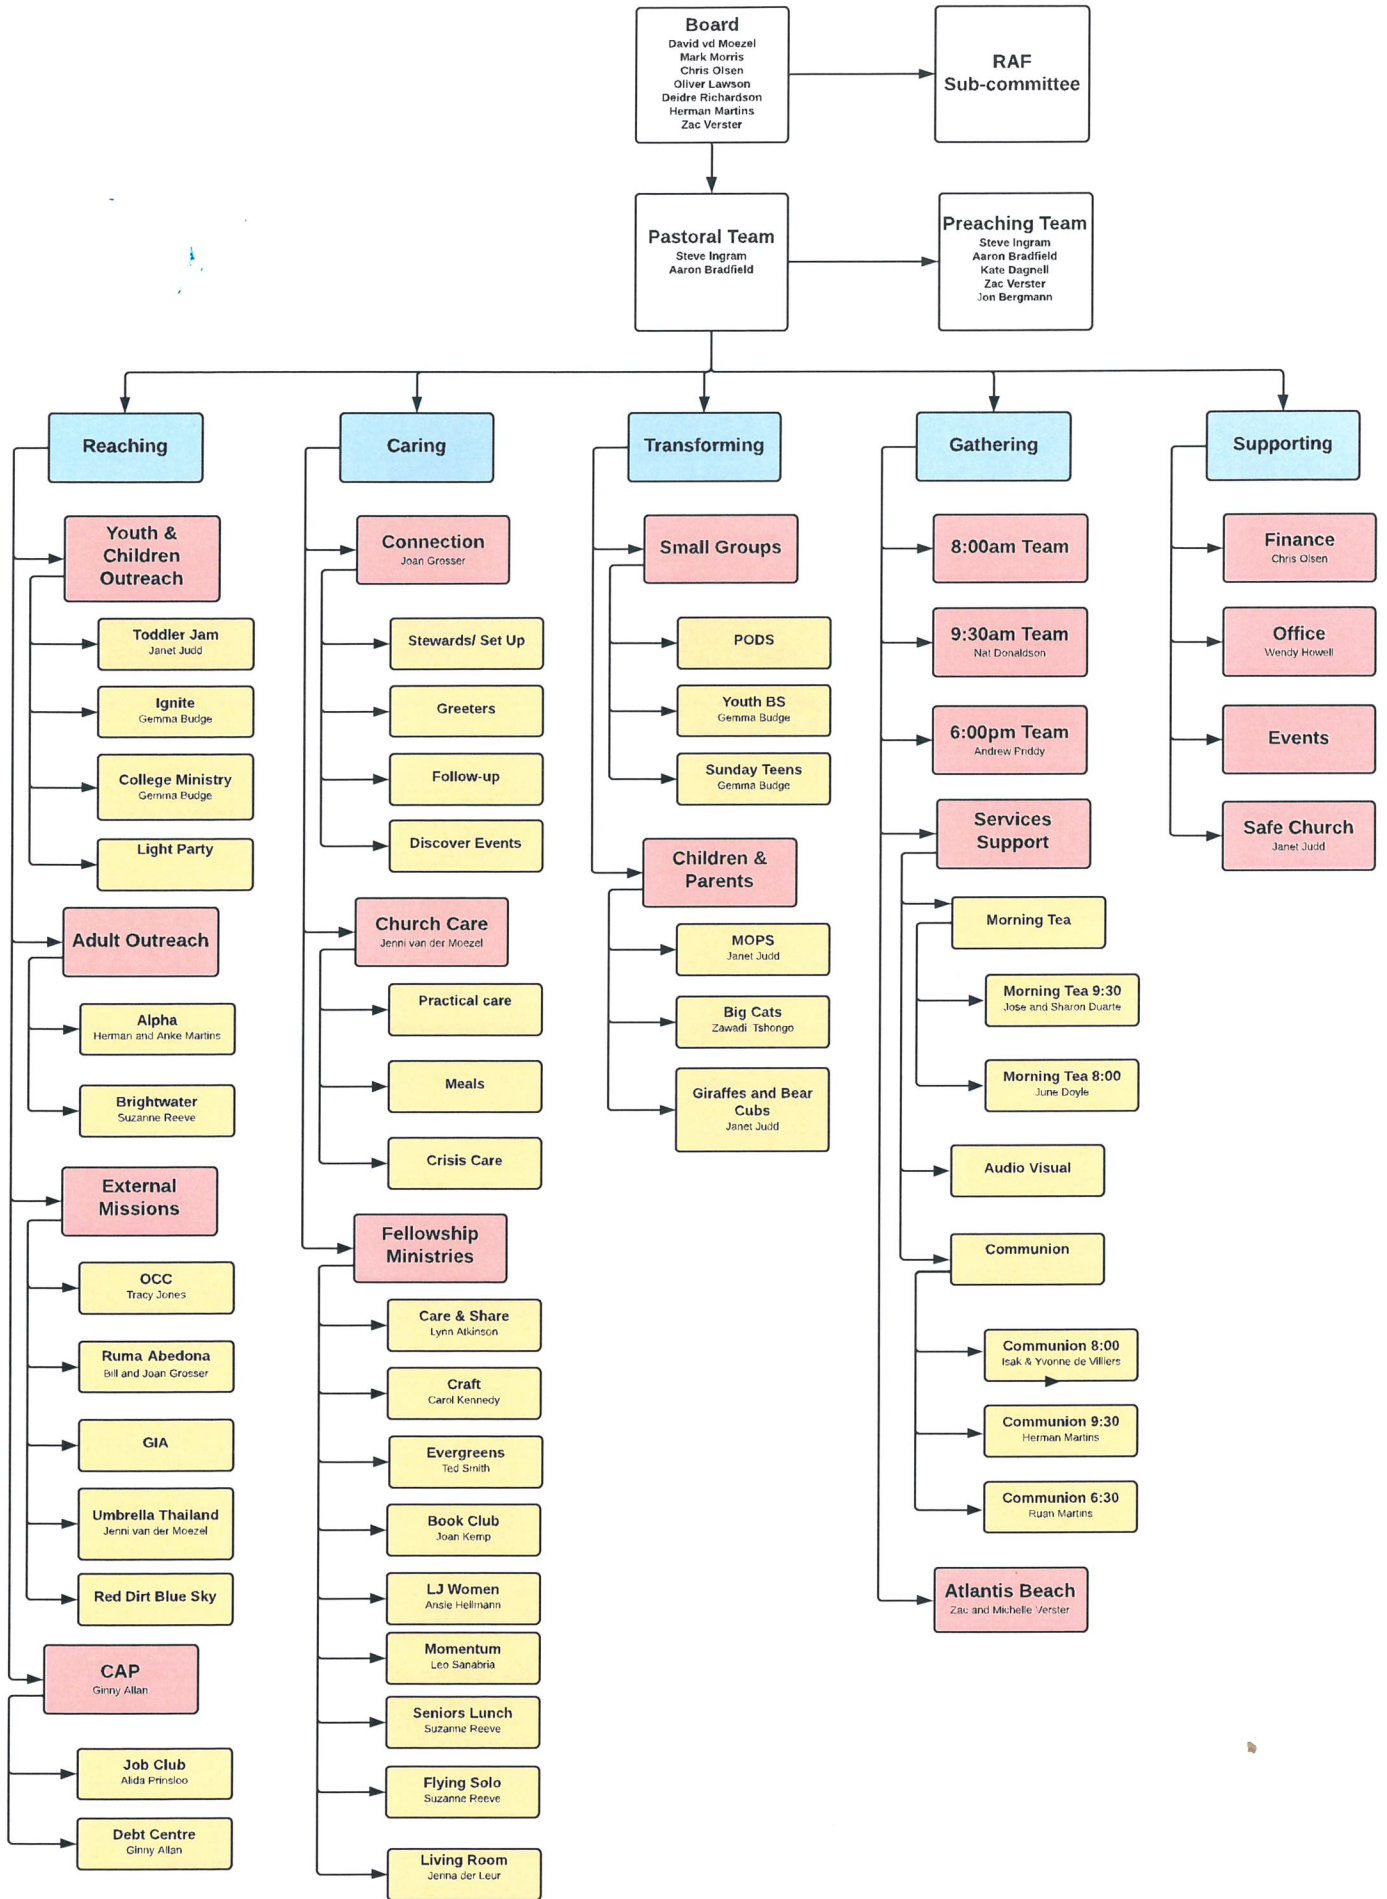 Board
David vd Moezel
Mark Morris
Chris Olsen
Oliver Lawson
Deidre Richardson
Herman Martins
Zac Verster
RAF
Sub-committee
Pastoral Team
Steve Ingram
Aaron Bradfield
Preaching Team
Steve Ingram
Aaron Bradfield
Kate Dagnell
Zac Verster
Jon Bergmann
Reaching
Youth &
Children
Outreach
Toddler Jam
Janet Judd
Ignite
Gemma Budge
College Ministry
Gemma Budge
Light Party
Adult Outreach
Alpha
Herman and Anke Martins
Brightwater
Suzanne Reeve
External
Missions
OCC
Tracy Jones
Ruma Abedona
Bill and Joan Grosser
GIA
Umbrella Thailand
Jenni van der Moezel
Red Dirt Blue Sky
CAP
Ginny Allan
Job Club
Alida Prinsloo
Debt Centre
Ginny Allan
Caring
Connection
Joan Grosser
Stewards/ Set Up
Greeters
Follow-up
Discover Events
Church Care
Jenni van der Moezel
Practical care
Meals
Crisis Care
Fellowship
Ministries
Care & Share
Lynn Atkinson
Craft
Carol Kennedy
Evergreens
Ted Smith
Book Club
Joan Kemp
LJ Women
Ansie Heilmann
Momentum
Leo Sanabria
Seniors Lunch
Suzanne Reeve
Flying Solo
Suzanne Reeve
Living Room
Jenna der Leur
Transforming
Small Groups
PODS
Youth BS
Gemma Budge
Sunday Teens
Gemma Budge
Children &
Parents
MOPS
Janet Judd
Big Cats
Zawadi Tshongo
Giraffes and Bear
Cubs
Janet Judd
Gathering
8:00am Team
9:30am Team
Nat Donaldson
6:00pm Team
Andrew Priddy
Services
Support
Morning Tea
Morning Tea 9:30
Jose and Sharon Duarte
Morning Tea 8:00
June Doyle
Audio Visual
Communion
Communion 8:00
Isak & Yvonne de Villiers
Communion 9:30
Herman Martins
Communion 6:30
Ruan Martins
Atlantis Beach
Zac and Michelle Verster
Supporting
Finance
Chris Olsen
Office
Wendy Howell
Events
Safe Church
Janet Judd